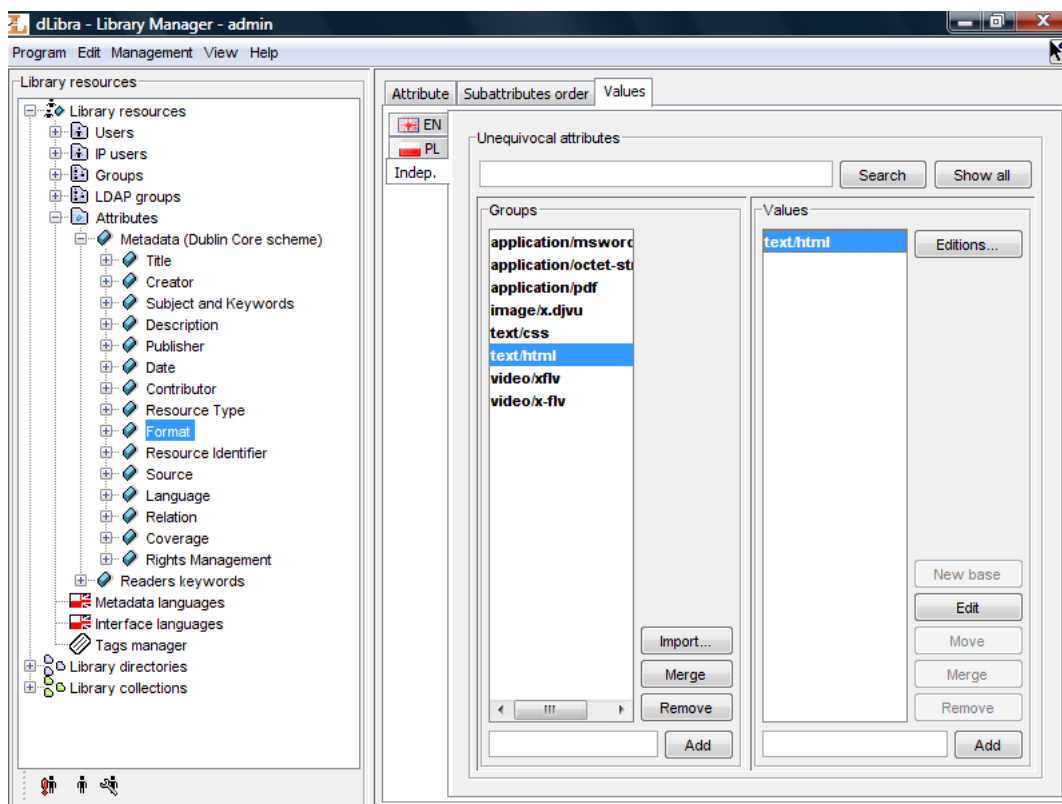 dLibra - Library Manager - admin
Program Edit Management View Help
Library resources
Library resources
Users
IP users
Groups
LDAP groups
Attributes
Metadata (Dublin Core scheme)
Title
Creator
Subject and Keywords
Description
Publisher
Date
Contributor
Resource Type
Format
Resource Identifier
Source
Language
Relation
Coverage
Rights Management
Readers keywords
Metadata languages
Interface languages
Tags manager
Library directories
Library collections
Attribute Subattributes order Values
EN
PL
Indep.
Unequivocal attributes
Search Show all
Groups
application/msword
application/octet-str
application/pdf
image/x.djvu
text/css
text/html
video/xflv
video/x-flv
Import...
Merge
Remove
Add
Values
text/html
Editions...
New base
Edit
Move
Merge
Remove
Add